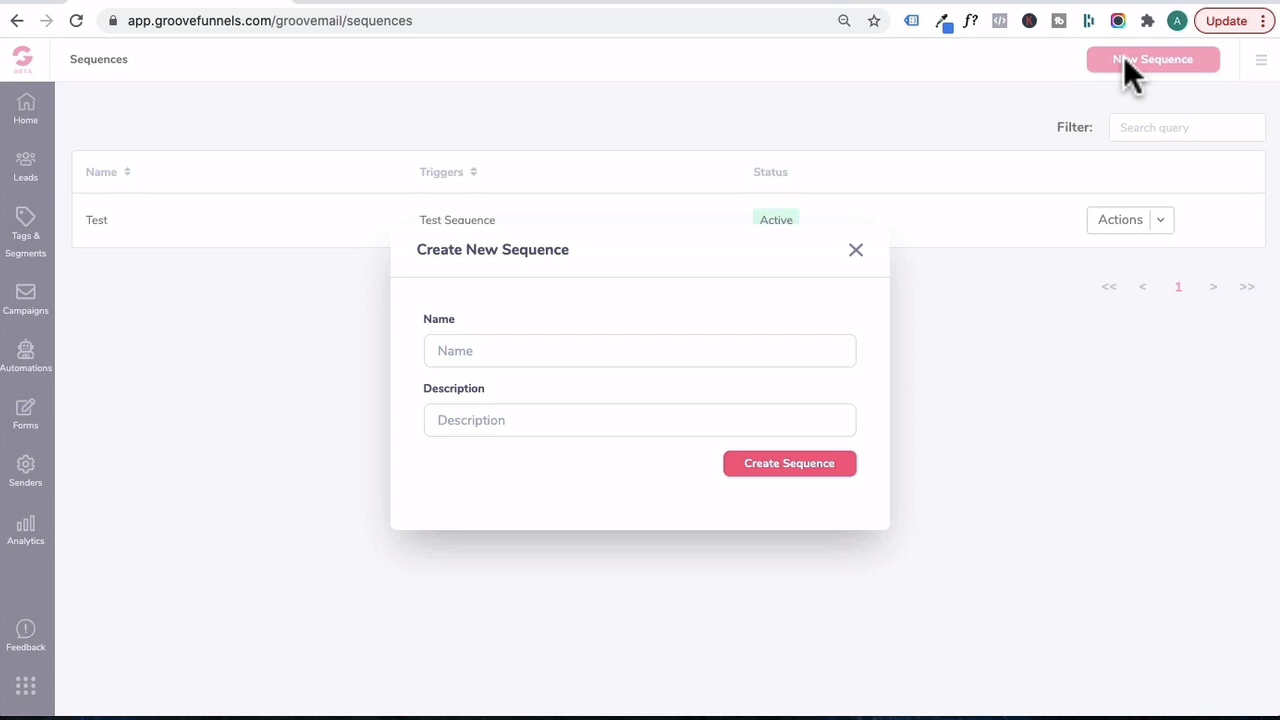 app.groovefunnels.com/groovemail/sequences
Update
BETA
Sequences
New Sequence
Home
Leads
Tags &
Segments
Campaigns
Automations
Forms
Senders
Analytics
Feedback
Filter:
Search query
Name
Triggers
Status
Test
Test Sequence
Active
Actions
<< < 1 > >>
Create New Sequence
Name
Name
Description
Description
Create Sequence